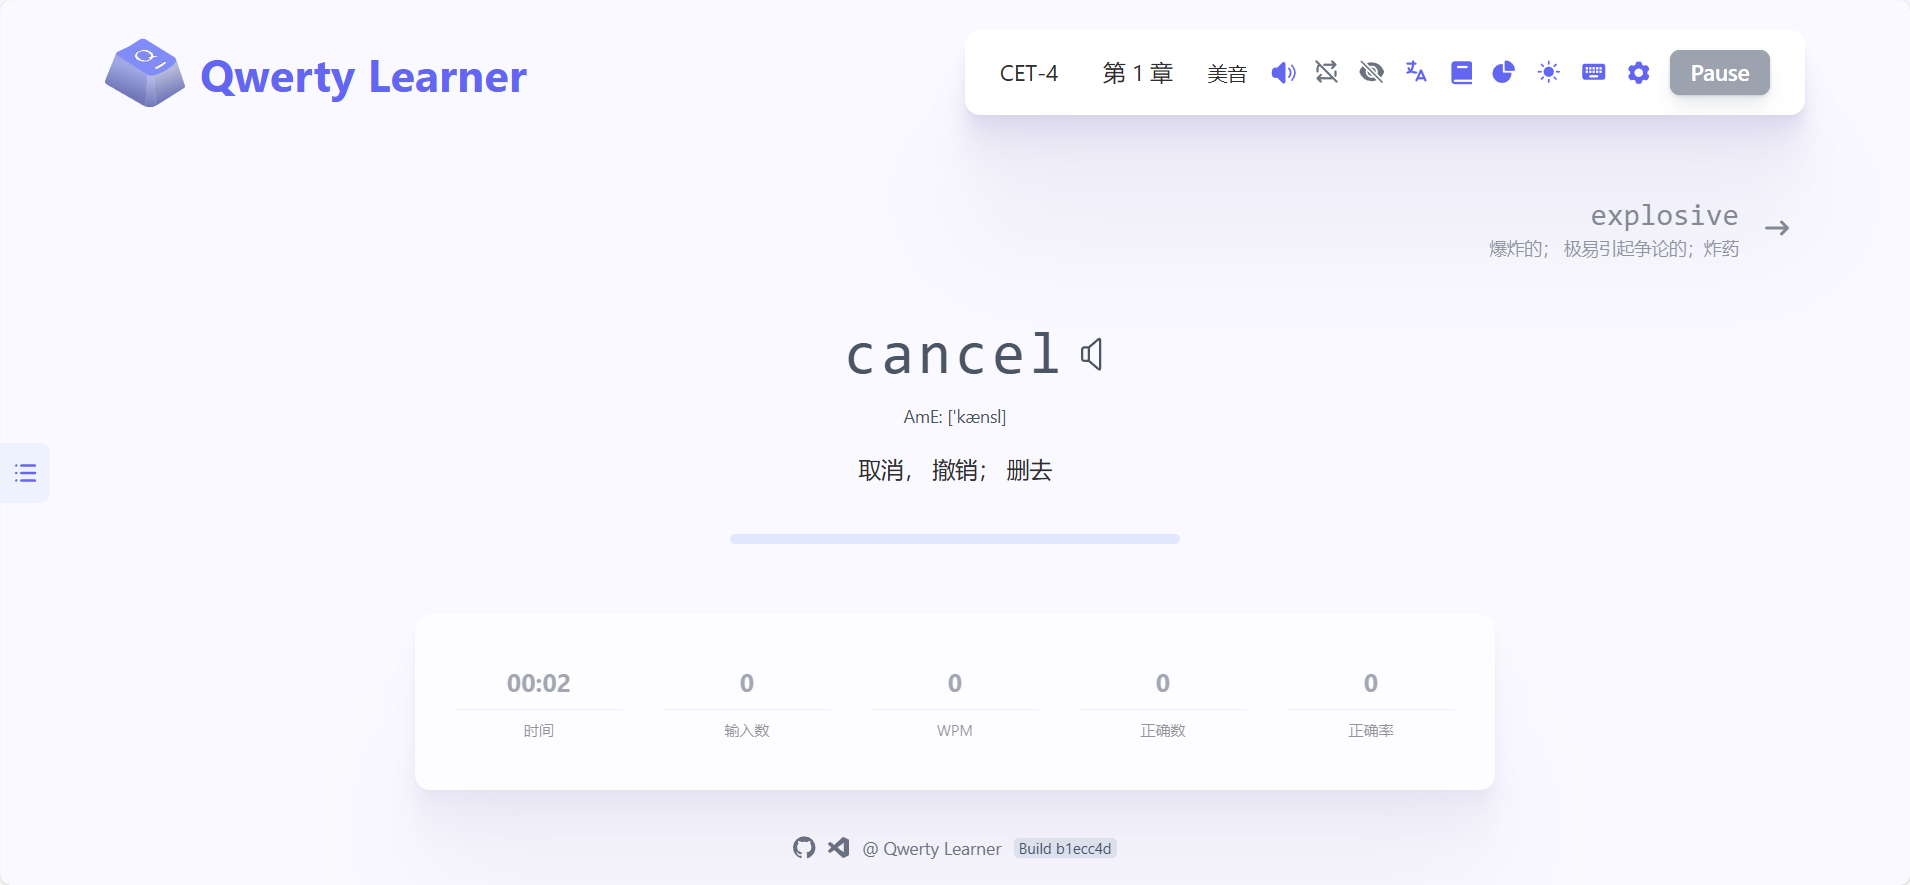 Qwerty Learner
CET-4 第 1 章 美音 Pause
explosive
爆炸的； 极易引起争论的；炸药
cancel
AmE: ['kænsl]
取消， 撤销； 删去
00:02 0 0 0 0
时间 输入数 WPM 正确数 正确率
@ Qwerty Learner Build b1ecc4d